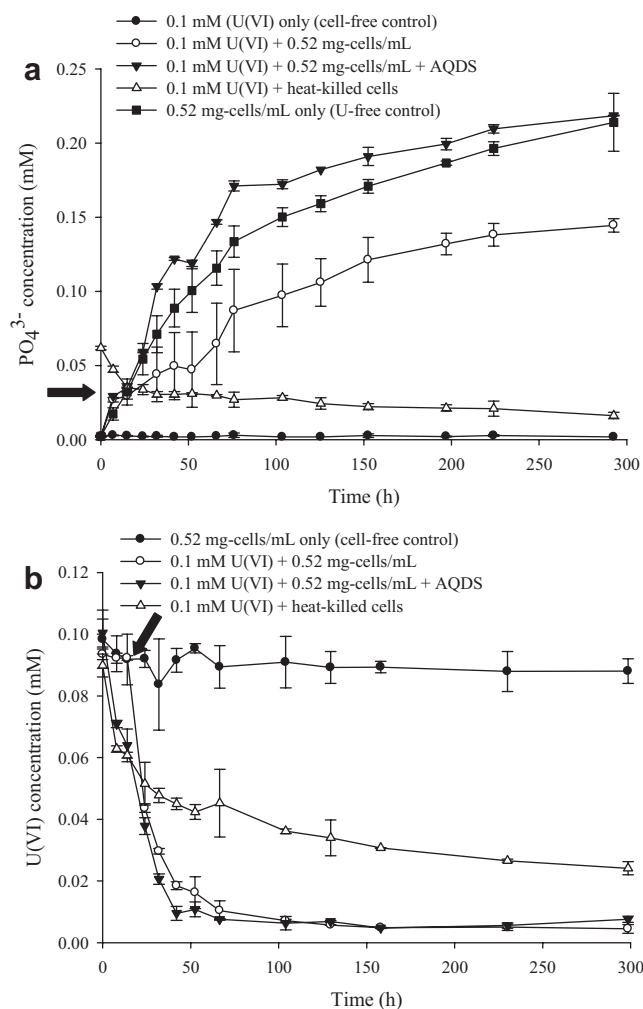 a
0.1 mM (U(VI) only (cell-free control)
0.1 mM U(VI) + 0.52 mg-cells/mL
0.1 mM U(VI) + 0.52 mg-cells/mL + AQDS
0.1 mM U(VI) + heat-killed cells
0.52 mg-cells/mL only (U-free control)
PO₄³⁻ concentration (mM)
0.25
0.20
0.15
0.10
0.05
0.00
0 50 100 150 200 250 300
Time (h)
b
0.52 mg-cells/mL only (cell-free control)
0.1 mM U(VI) + 0.52 mg-cells/mL
0.1 mM U(VI) + 0.52 mg-cells/mL + AQDS
0.1 mM U(VI) + heat-killed cells
U(VI) concentration (mM)
0.12
0.10
0.08
0.06
0.04
0.02
0.00
0 50 100 150 200 250 300
Time (h)